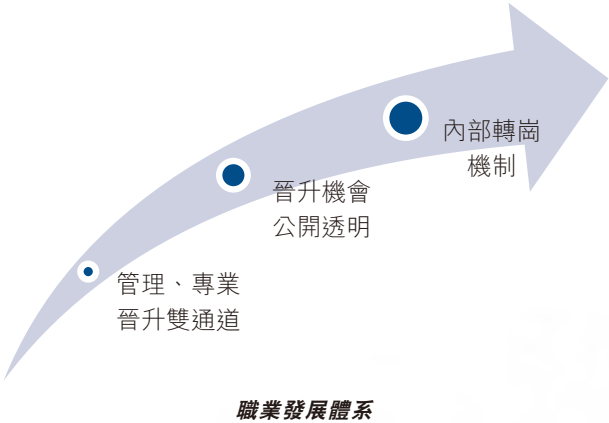 內部轉崗
機制
晉升機會
公開透明
管理、專業
晉升雙通道
職業發展體系